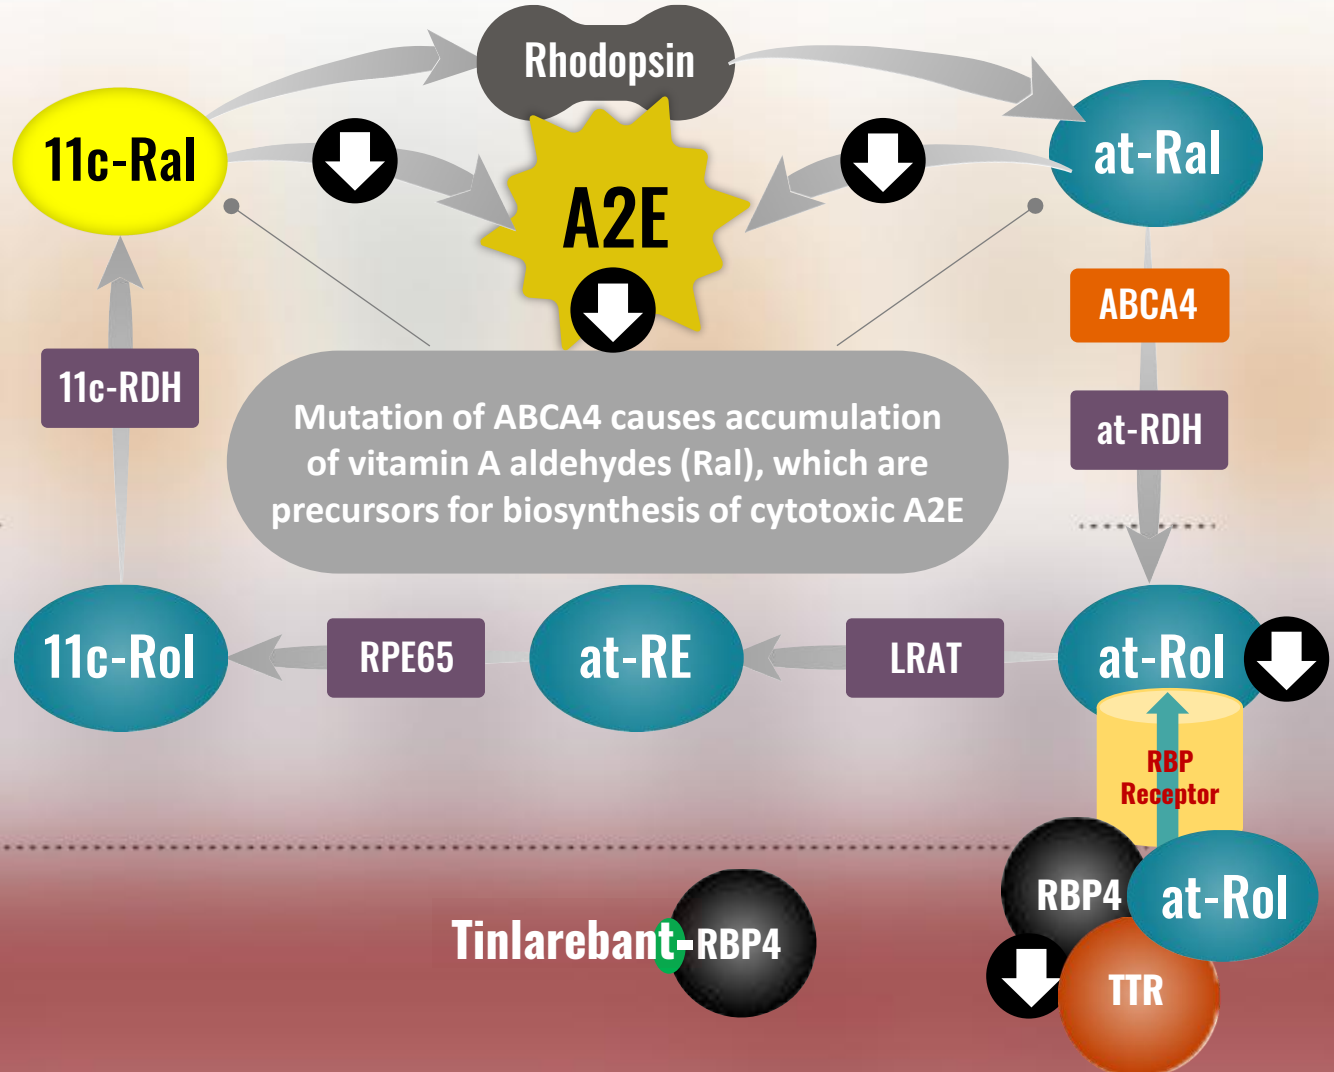 Rhodopsin
11c-Ral
at-Ral
A2E
ABCA4
11c-RDH
at-RDH
Mutation of ABCA4 causes accumulation
of vitamin A aldehydes (Ral), which are
precursors for biosynthesis of cytotoxic A2E
11c-Rol
RPE65
at-RE
LRAT
at-Rol
RBP
Receptor
RBP4
at-Rol
Tinlarebant-RBP4
TTR